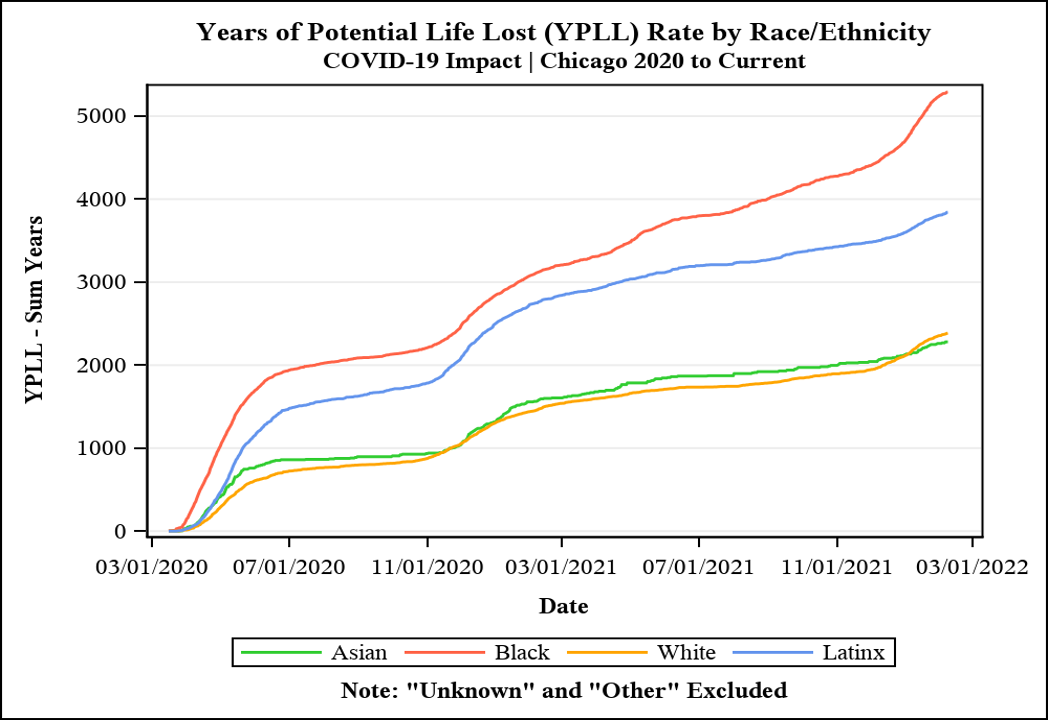 Years of Potential Life Lost (YPLL) Rate by Race/Ethnicity
COVID-19 Impact | Chicago 2020 to Current
YPLL - Sum Years
5000
4000
3000
2000
1000
0
03/01/2020 07/01/2020 11/01/2020 03/01/2021 07/01/2021 11/01/2021 03/01/2022
Date
Asian Black White Latinx
Note: "Unknown" and "Other" Excluded